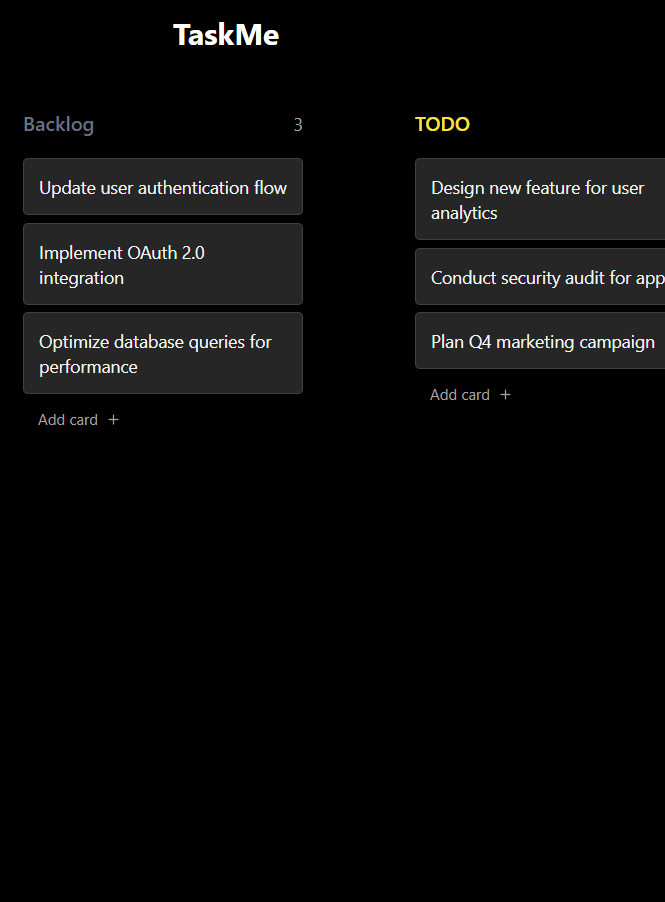 TaskMe
Backlog
3
Update user authentication flow
Implement OAuth 2.0
integration
Optimize database queries for
performance
Add card +
TODO
Design new feature for user
analytics
Conduct security audit for app
Plan Q4 marketing campaign
Add card +